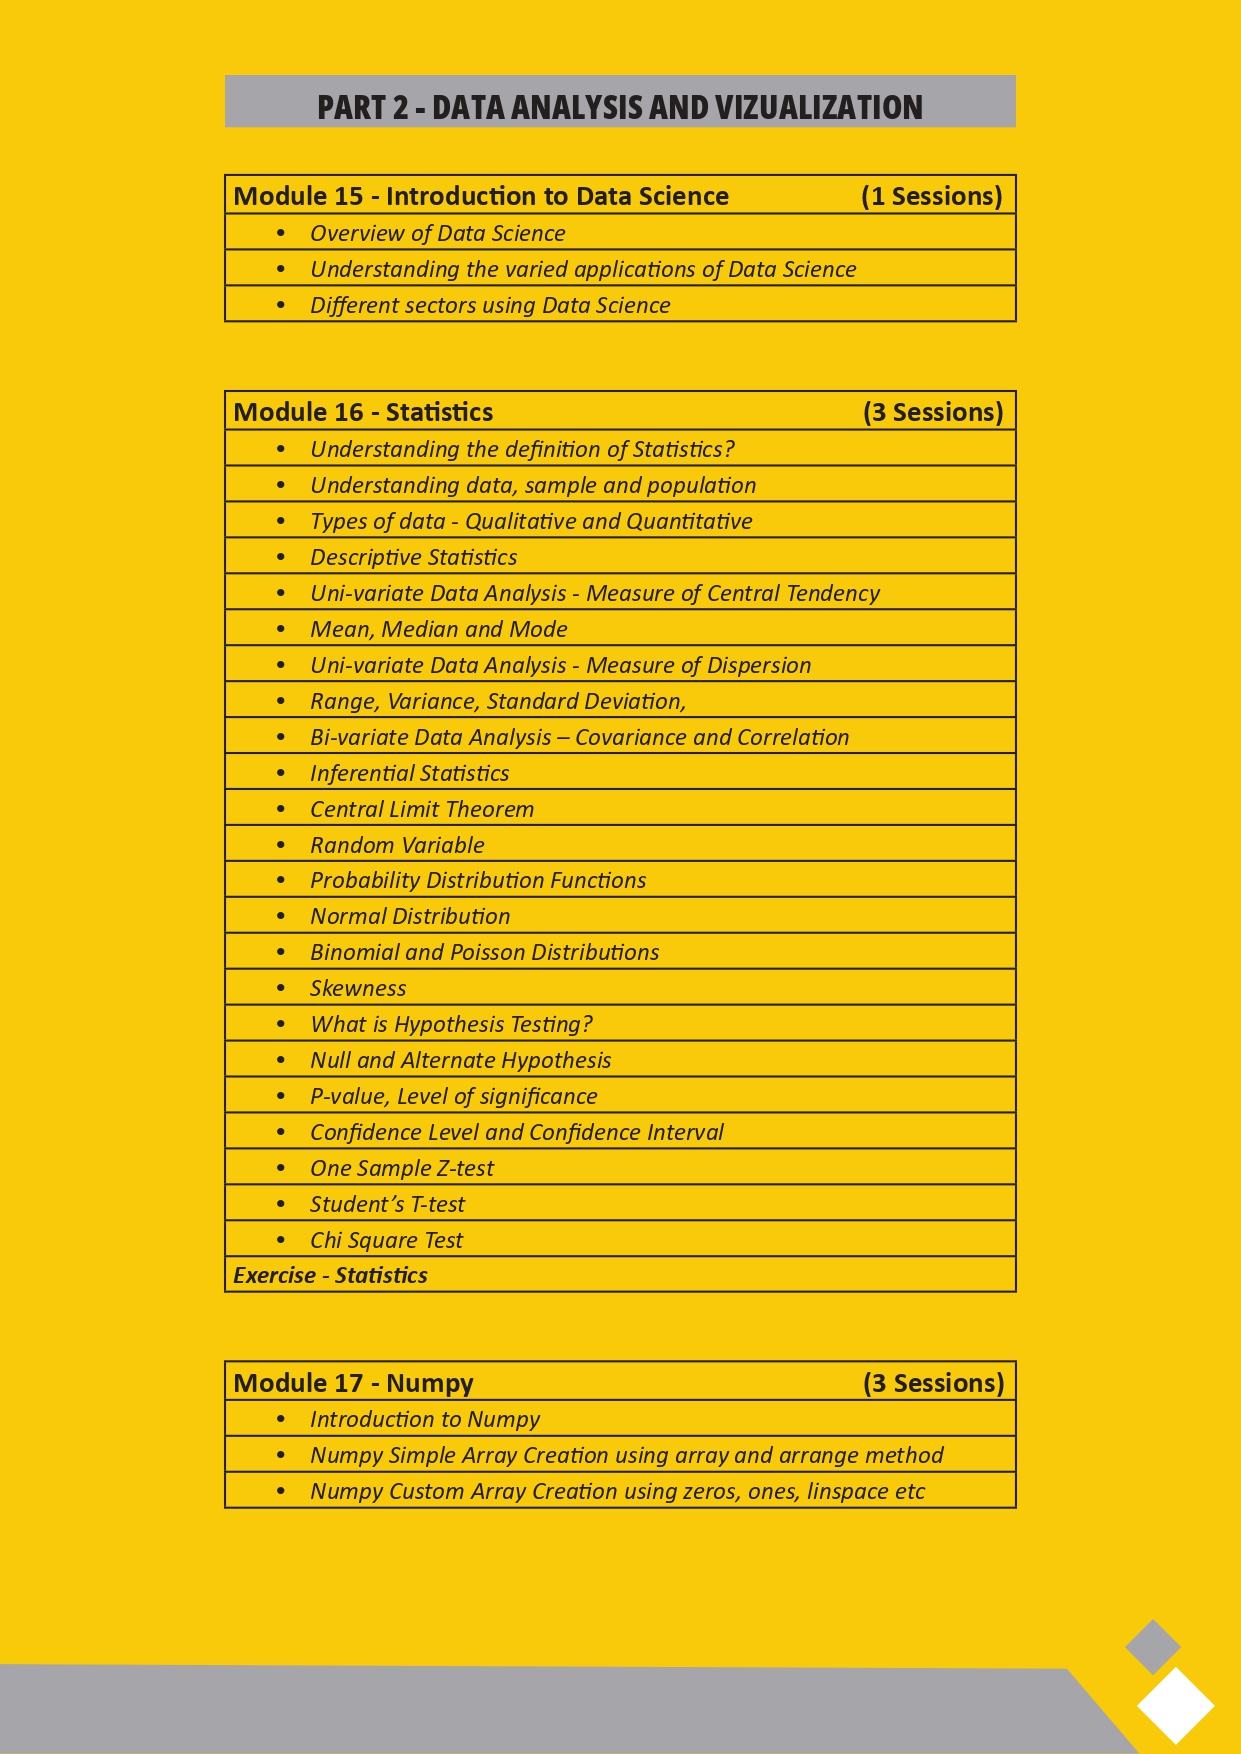 PART 2 - DATA ANALYSIS AND VIZUALIZATION
Module 15 - Introduction to Data Science (1 Sessions)
• Overview of Data Science
• Understanding the varied applications of Data Science
• Different sectors using Data Science
Module 16 - Statistics (3 Sessions)
• Understanding the definition of Statistics?
• Understanding data, sample and population
• Types of data - Qualitative and Quantitative
• Descriptive Statistics
• Uni-variate Data Analysis - Measure of Central Tendency
• Mean, Median and Mode
• Uni-variate Data Analysis - Measure of Dispersion
• Range, Variance, Standard Deviation,
• Bi-variate Data Analysis – Covariance and Correlation
• Inferential Statistics
• Central Limit Theorem
• Random Variable
• Probability Distribution Functions
• Normal Distribution
• Binomial and Poisson Distributions
• Skewness
• What is Hypothesis Testing?
• Null and Alternate Hypothesis
• P-value, Level of significance
• Confidence Level and Confidence Interval
• One Sample Z-test
• Student’s T-test
• Chi Square Test
Exercise - Statistics
Module 17 - Numpy (3 Sessions)
• Introduction to Numpy
• Numpy Simple Array Creation using array and arrange method
• Numpy Custom Array Creation using zeros, ones, linspace etc